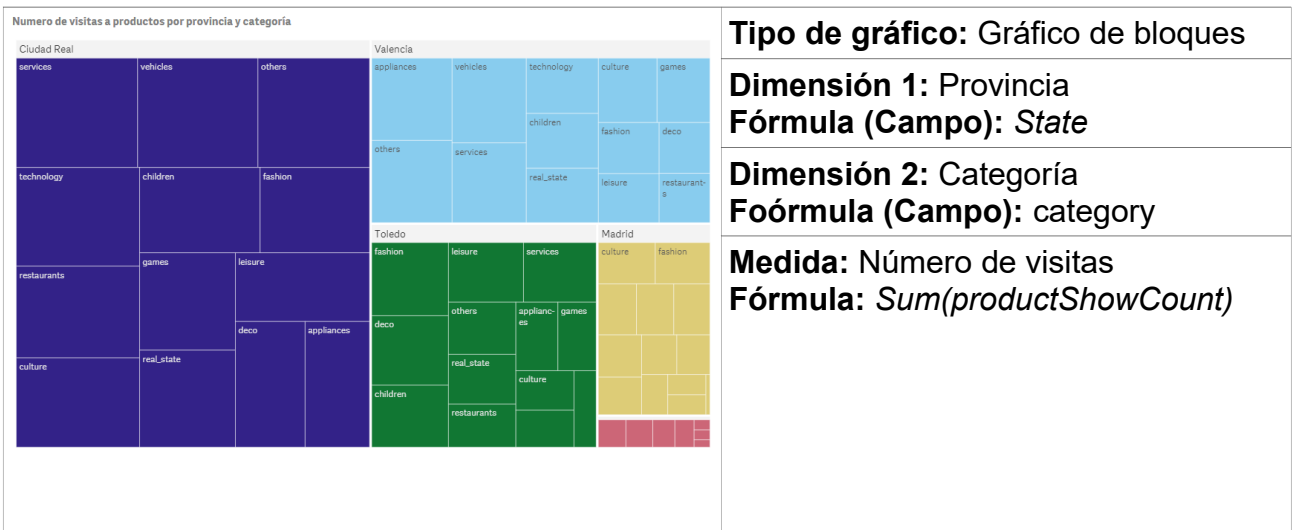 Numero de visitas a productos por provincia y categoría
Ciudad Real
services
vehicles
others
technology
children
fashion
restaurants
games
leisure
culture
real_state
deco
appliances
Valencia
appliances
vehicles
technology
culture
games
others
services
children
fashion
deco
real_state
leisure
restaurant-
s
Toledo
fashion
leisure
services
deco
others
applianc-
es
games
real_state
culture
children
restaurants
Madrid
culture
fashion
Tipo de gráfico: Gráfico de bloques
Dimensión 1: Provincia
Fórmula (Campo): State
Dimensión 2: Categoría
Foórmula (Campo): category
Medida: Número de visitas
Fórmula: Sum(productShowCount)